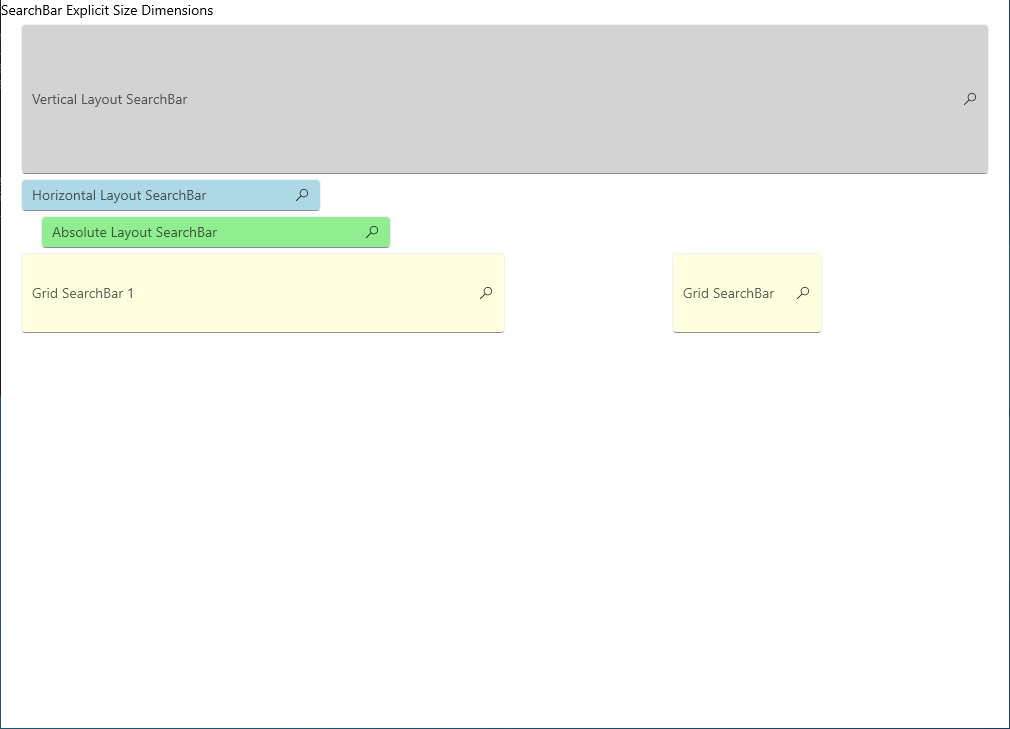 SearchBar Explicit Size Dimensions
Vertical Layout SearchBar
Horizontal Layout SearchBar
Absolute Layout SearchBar
Grid SearchBar 1
Grid SearchBar